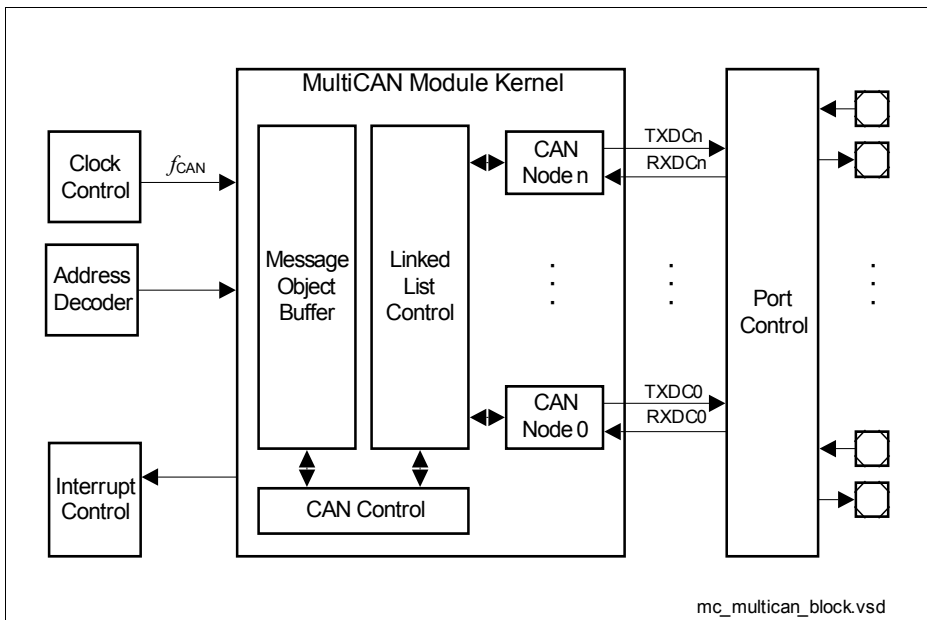 MultiCAN Module Kernel
Clock
Control
fCAN
Address
Decoder
Interrupt
Control
Message
Object
Buffer
Linked
List
Control
CAN
Node n
TXDCn
RXDCn
CAN
Node 0
TXDC0
RXDC0
CAN Control
Port
Control
mc_multican_block.vsd